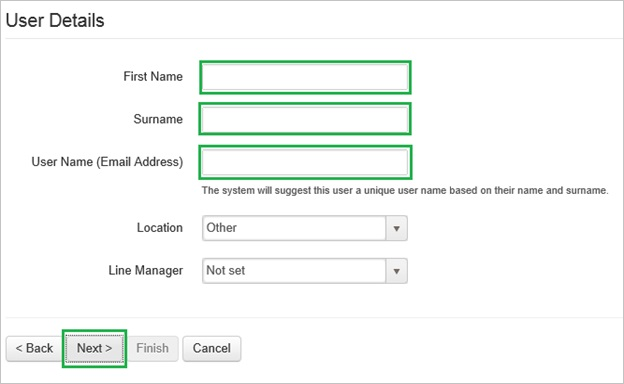 User Details
First Name
Surname
User Name (Email Address)
The system will suggest this user a unique user name based on their name and surname.
Location Other
Line Manager Not set
< Back Next > Finish Cancel